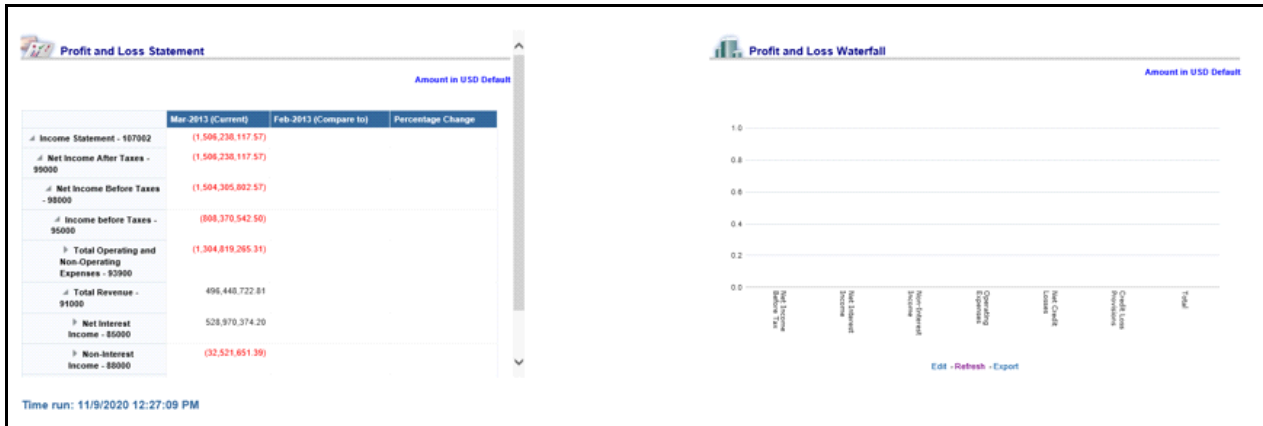 Profit and Loss Statement
Amount in USD Default
Mar-2013 (Current) Feb-2013 (Compare to) Percentage Change
Income Statement - 107002 (1,506,238,117.57)
Net Income After Taxes - (1,506,238,117.57)
99000
Net Income Before Taxes (1,504,305,802.57)
- 98000
Income before Taxes - (808,370,542.50)
95000
Total Operating and (1,304,819,265.31)
Non-Operating
Expenses - 93900
Total Revenue - 496,448,722.81
91000
Net Interest 528,970,374.20
Income - 85000
Non-Interest (32,521,651.39)
Income - 88000
Time run: 11/9/2020 12:27:09 PM
Profit and Loss Waterfall
Amount in USD Default
1.0
0.8
0.6
0.4
0.2
0.0
Net Income
Before Tax
Net Interest
Income
Non-Interest
Income
Operating
Expenses
Net Credit
Losses
Credit Loss
Provisions
Total
Edit - Refresh - Export